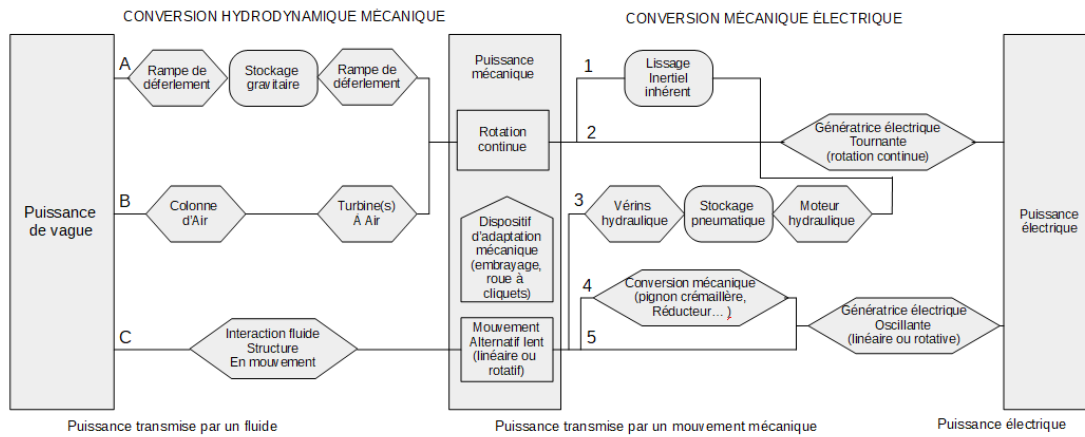 CONVERSION HYDRODYNAMIQUE MÉCANIQUE
CONVERSION MÉCANIQUE ÉLECTRIQUE
Puissance
de vague
A
Rampe de
déferlement
Stockage
gravitaire
Rampe de
déferlement
B
Colonne
d'Air
Turbine(s)
À Air
C
Interaction fluide
Structure
En mouvement
Puissance
mécanique
Rotation
continue
Dispositif
d'adaptation
mécanique
(embrayage,
roue à
cliquets)
Mouvement
Alternatif lent
(linéaire ou
rotatif)
1
Lissage
Inertiel
inhérent
2
Génératrice électrique
Tournante
(rotation continue)
3
Vérins
hydraulique
Stockage
pneumatique
Moteur
hydraulique
4
Conversion mécanique
(pignon crémaillère,
Réducteur... )
5
Génératrice électrique
Oscillante
(linéaire ou rotative)
Puissance
électrique
Puissance transmise par un fluide
Puissance transmise par un mouvement mécanique
Puissance électrique